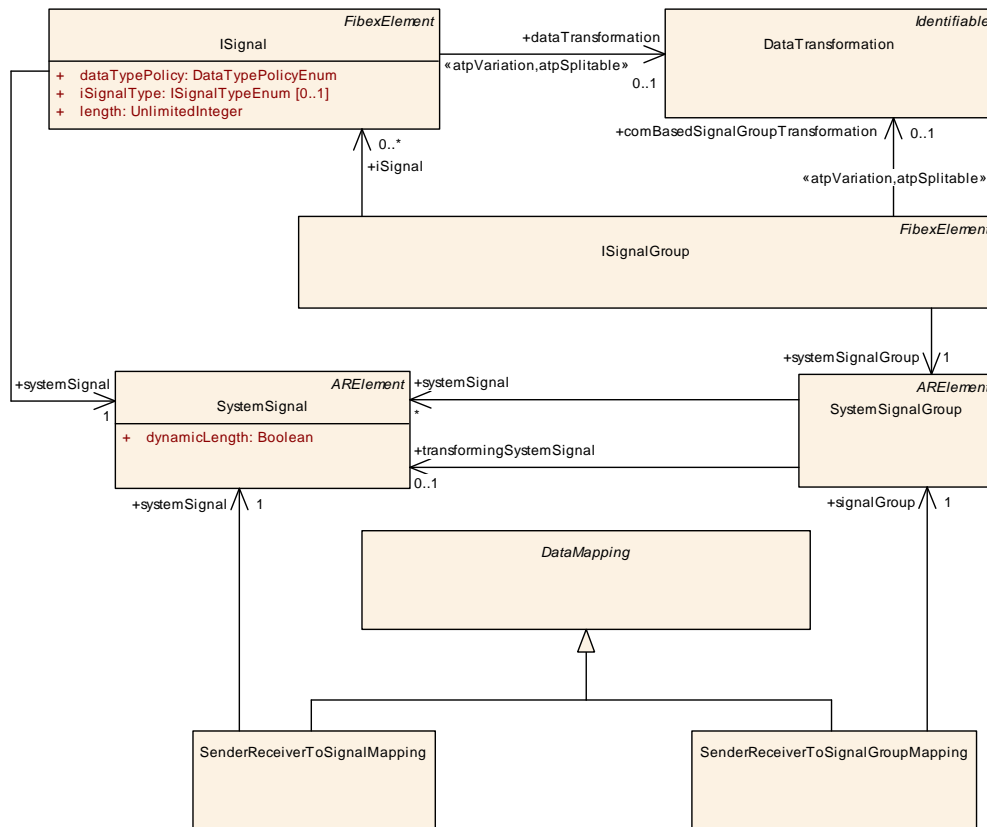 FibexElement
ISignal
+ dataTypePolicy: DataTypePolicyEnum
+ iSignalType: ISignalTypeEnum [0..1]
+ length: UnlimitedInteger
+dataTransformation
«atpVariation,atpSplitable»
0..1
Identifiable
DataTransformation
0..*
+iSignal
+comBasedSignalGroupTransformation
0..1
«atpVariation,atpSplitable»
FibexElement
ISignalGroup
+systemSignalGroup
1
+systemSignal
1
ARElement
SystemSignal
+ dynamicLength: Boolean
+systemSignal
*
+transformingSystemSignal
0..1
ARElement
SystemSignalGroup
+systemSignal
1
+signalGroup
1
DataMapping
SenderReceiverToSignalMapping
SenderReceiverToSignalGroupMapping